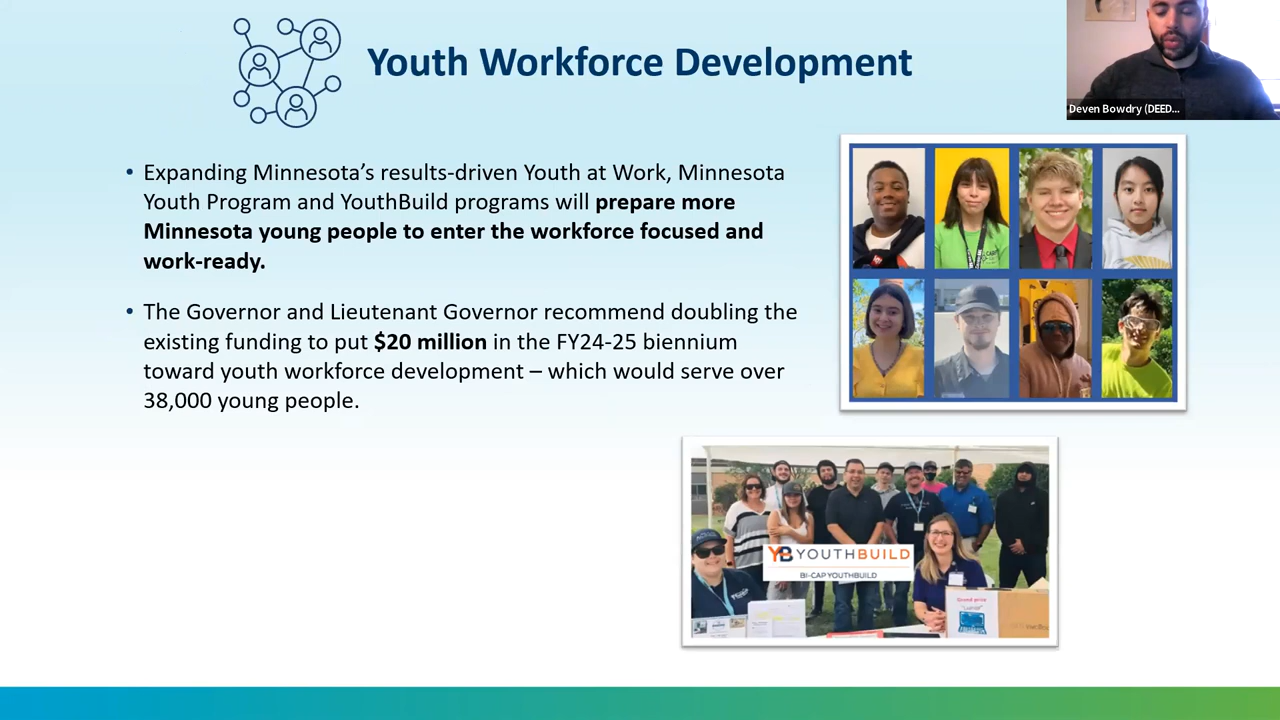 Youth Workforce Development
Deven Bowdry (DEED...
• Expanding Minnesota's results-driven Youth at Work, Minnesota
Youth Program and YouthBuild programs will prepare more
Minnesota young people to enter the workforce focused and
work-ready.
• The Governor and Lieutenant Governor recommend doubling the
existing funding to put $20 million in the FY24-25 biennium
toward youth workforce development – which would serve over
38,000 young people.
YB YOUTHBUILD
BI-CAP YOUTHBUILD
Grand prize